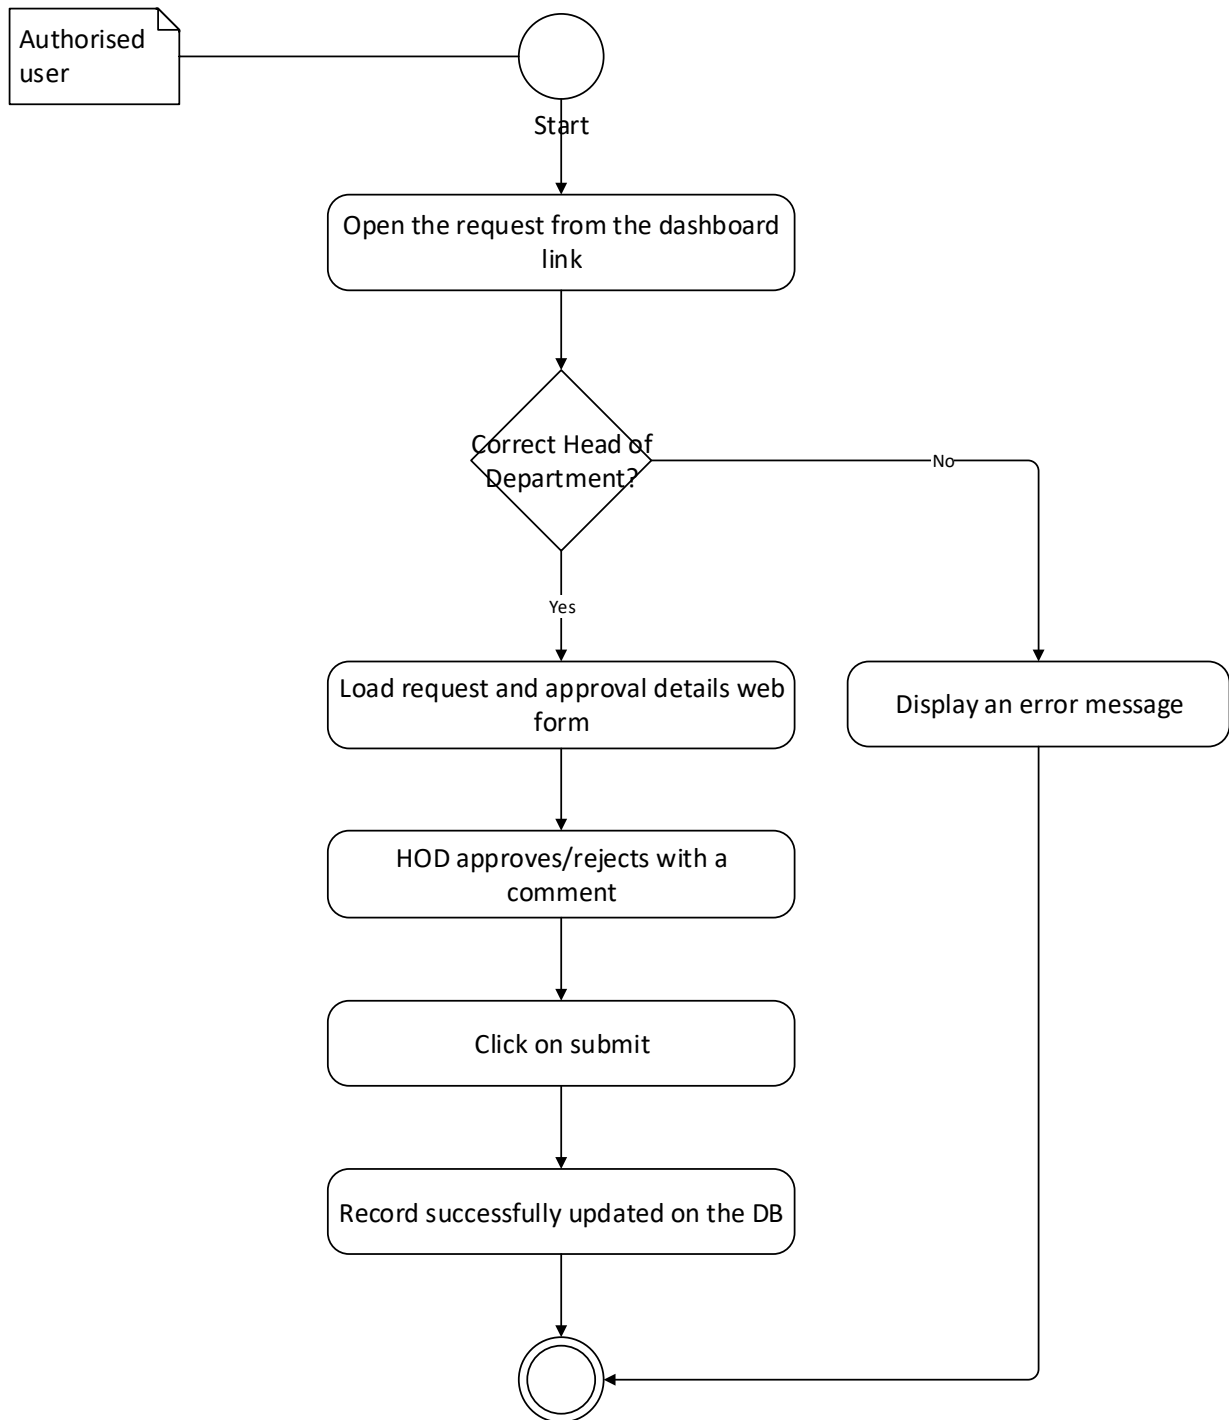 Authorised
user
Start
Open the request from the dashboard
link
Correct Head of
Department?
No
Yes
Load request and approval details web
form
Display an error message
HOD approves/rejects with a
comment
Click on submit
Record successfully updated on the DB